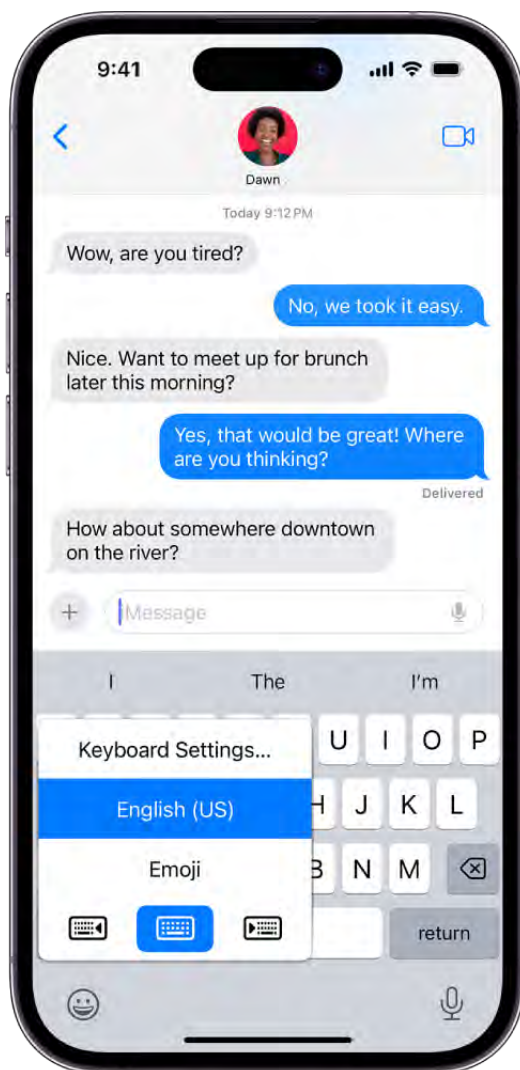 9:41
Dawn
Today 9:12 PM
Wow, are you tired?
No, we took it easy.
Nice. Want to meet up for brunch
later this morning?
Yes, that would be great! Where
are you thinking?
Delivered
How about somewhere downtown
on the river?
iMessage
I The I'm
Keyboard Settings...
U I O P
English (US)
H J K L
Emoji
B N M
return